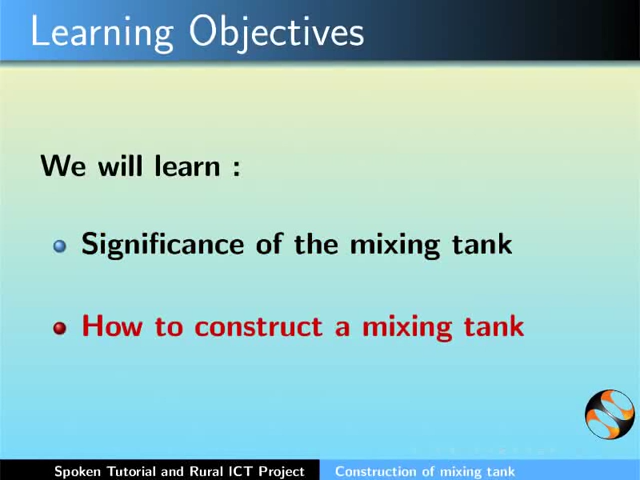 Learning Objectives
We will learn :
Significance of the mixing tank
How to construct a mixing tank
Spoken Tutorial and Rural ICT Project
Construction of mixing tank